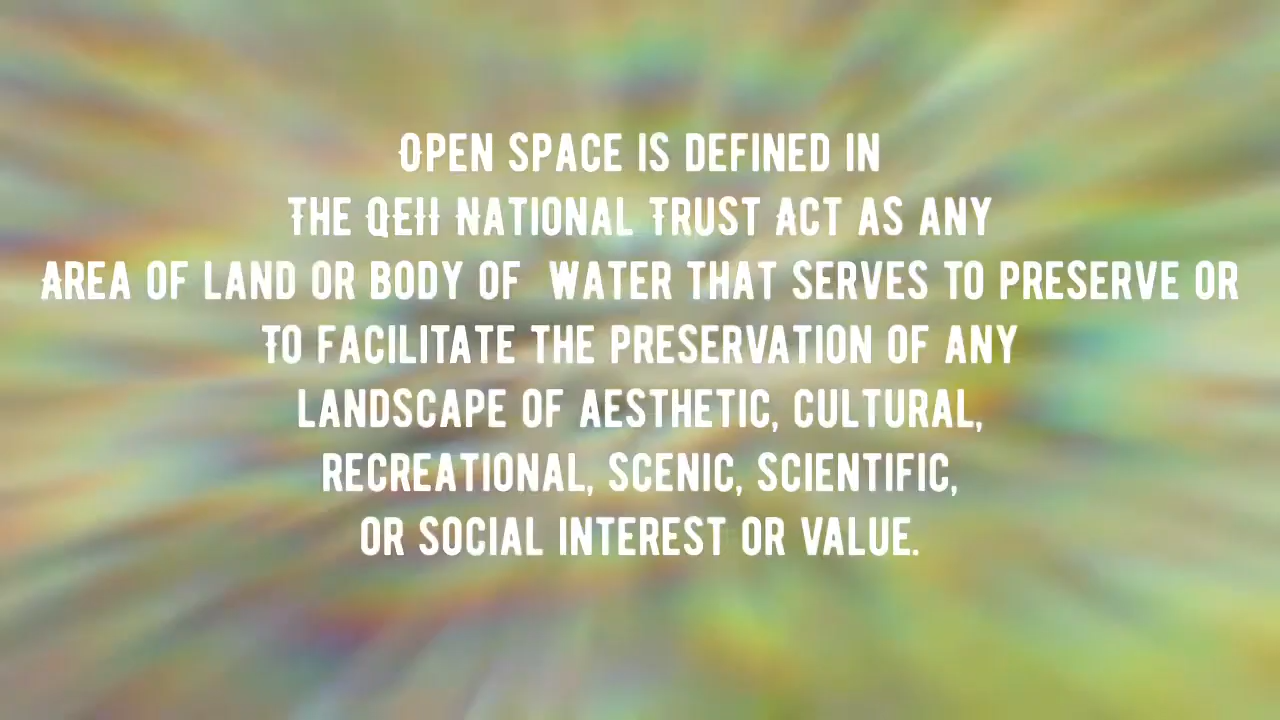 Open space is defined in
The QEII National Trust Act as any
Area of land or body of  Water that serves to preserve or
To facilitate the preservation of any
landscape of aesthetic, cultural,
recreational, scenic, scientific,
or social interest or value.